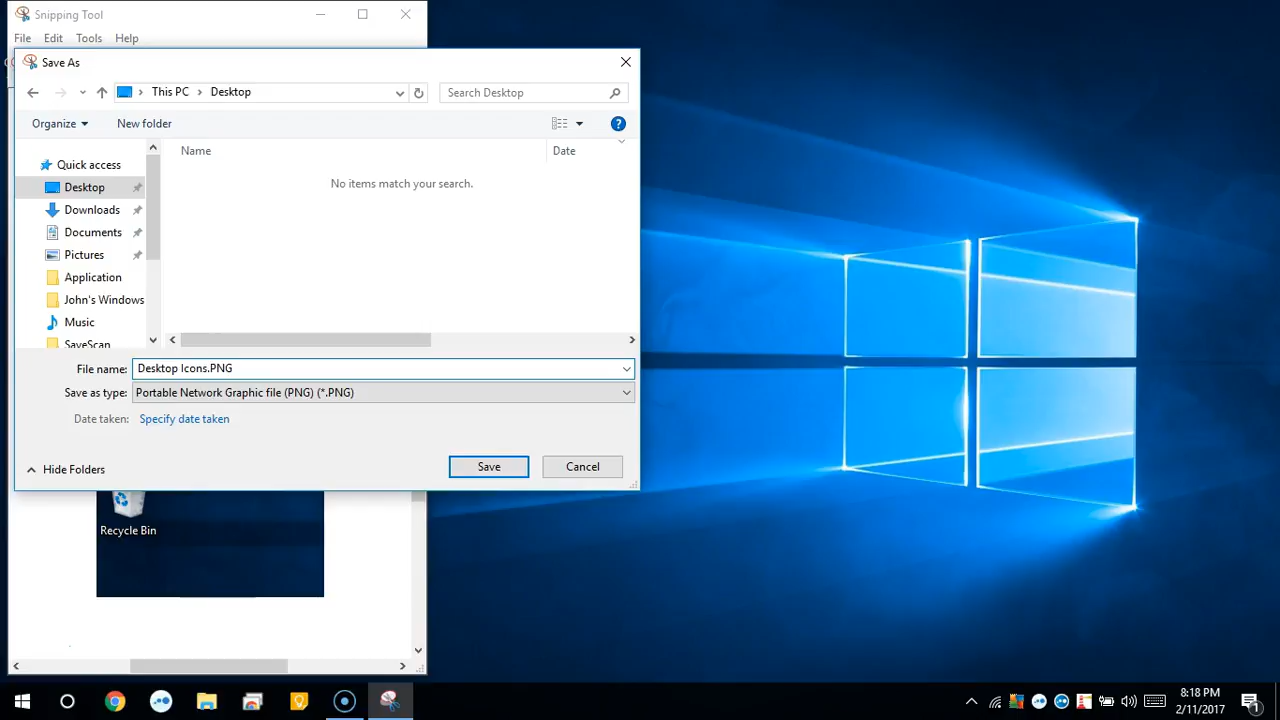 Snipping Tool
File Edit Tools Help
Save As
This PC Desktop
Search Desktop
Organize New folder
Quick access
Desktop
Downloads
Documents
Pictures
Application
John's Windows
Music
SaveScan
Name Date
No items match your search.
File name: Desktop Icons.PNG
Save as type: Portable Network Graphic file (PNG) (*.PNG)
Date taken: Specify date taken
Hide Folders
Save Cancel
Recycle Bin
8:18 PM
2/11/2017
1